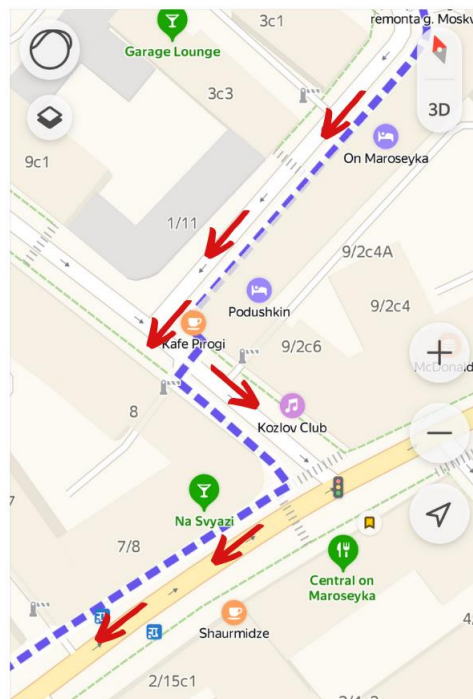 3c1
remonta g. Moskv
Garage Lounge
3c3
3D
On Maroseyka
9c1
1/11
9/2c4A
Podushkin
9/2c4
Kafe Pirogi
9/2c6
McDonald
8
Kozlov Club
Na Svyazi
7/8
Central on
Maroseyka
4/
Shaurmidze
2/15c1